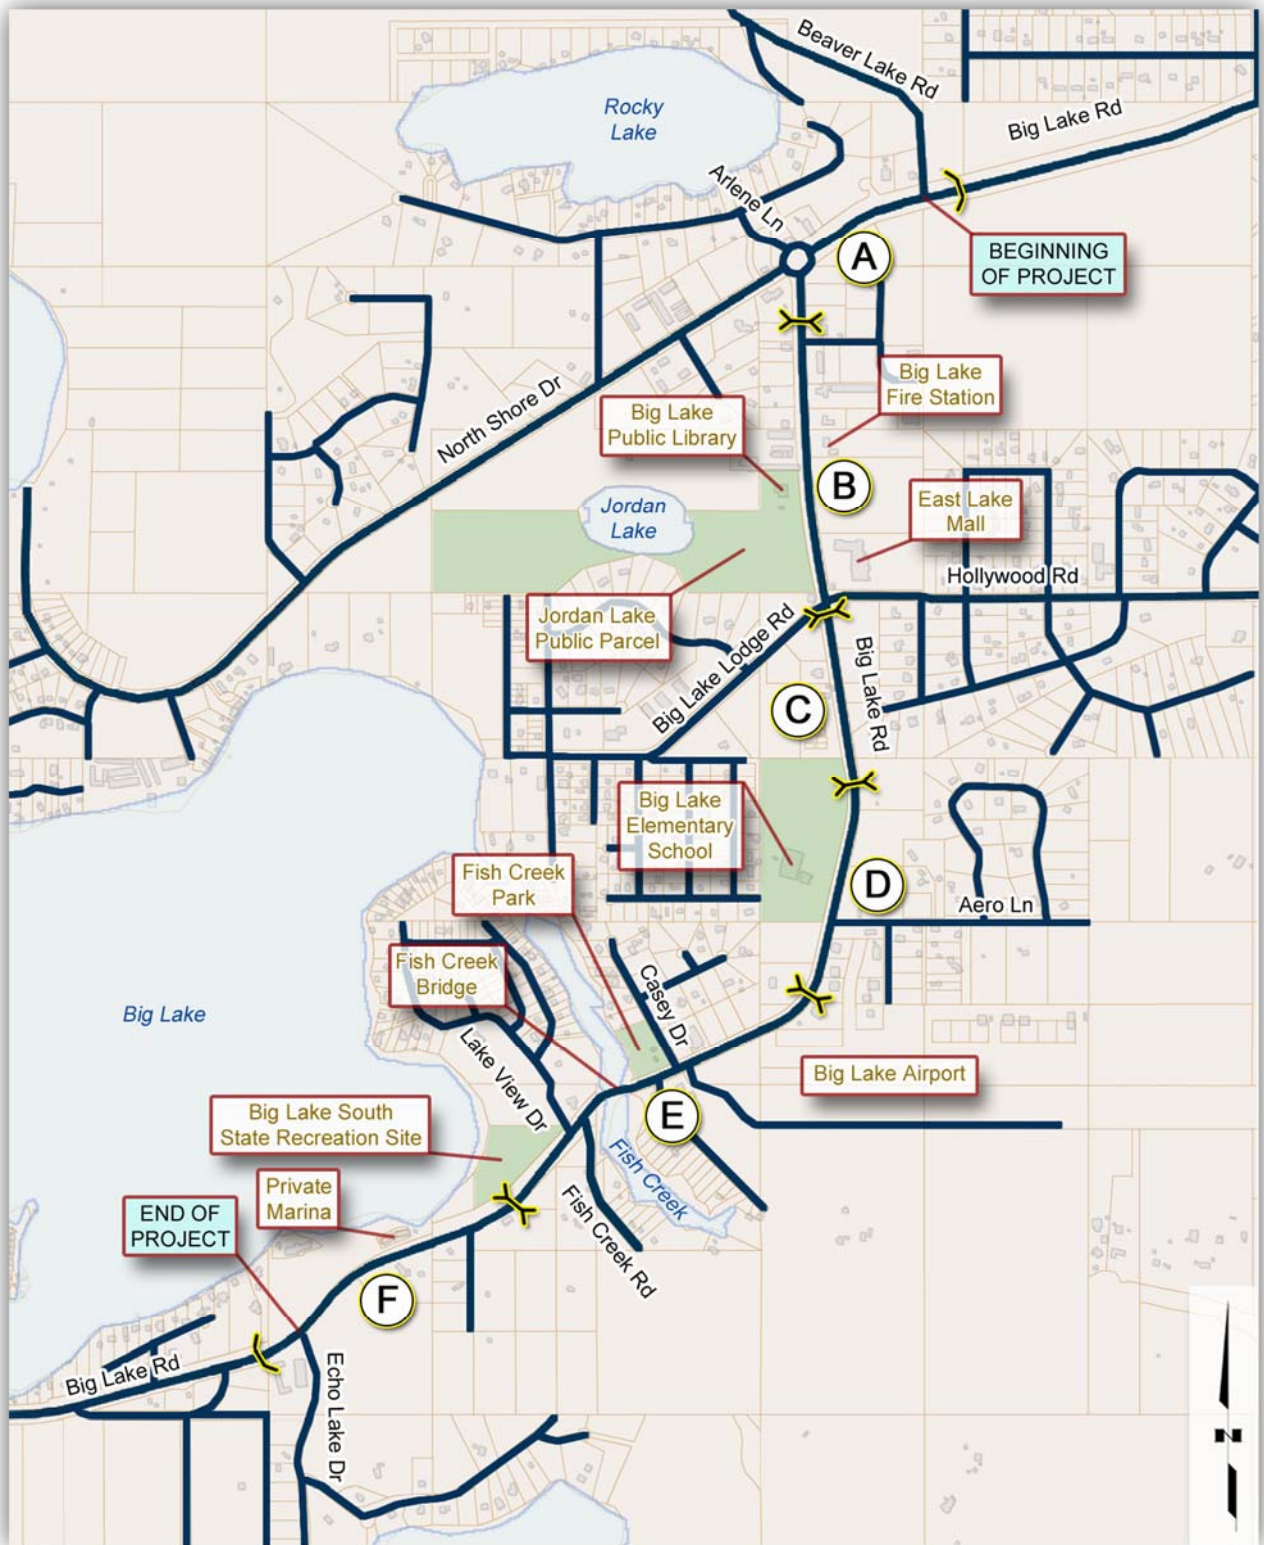 Beaver Lake Rd
Big Lake Rd
Rocky
Lake
Arlene Ln
A
BEGINNING
OF PROJECT
Big Lake
Fire Station
North Shore Dr
Big Lake
Public Library
B
East Lake
Mall
Jordan
Lake
Hollywood Rd
Jordan Lake
Public Parcel
Big Lake Lodge Rd
Big Lake Rd
C
Big Lake
Elementary
School
Fish Creek
Park
D
Aero Ln
Fish Creek
Bridge
Casey Dr
Big Lake
Lake View Dr
Big Lake Airport
Big Lake South
State Recreation Site
E
Fish Creek
Private
Marina
END OF
PROJECT
Fish Creek Rd
F
Big Lake Rd
Echo Lake Dr
N